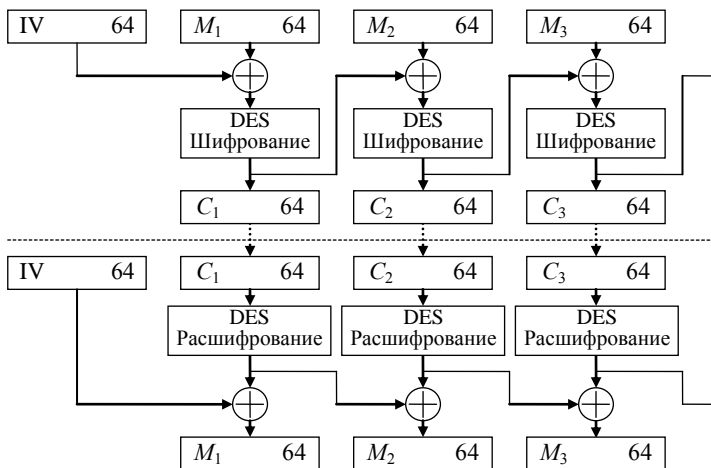 IV 64 M₁ 64 M₂ 64 M₃ 64
DES DES DES
Шифрование Шифрование Шифрование
C₁ 64 C₂ 64 C₃ 64
IV 64 C₁ 64 C₂ 64 C₃ 64
DES DES DES
Расшифрование Расшифрование Расшифрование
M₁ 64 M₂ 64 M₃ 64